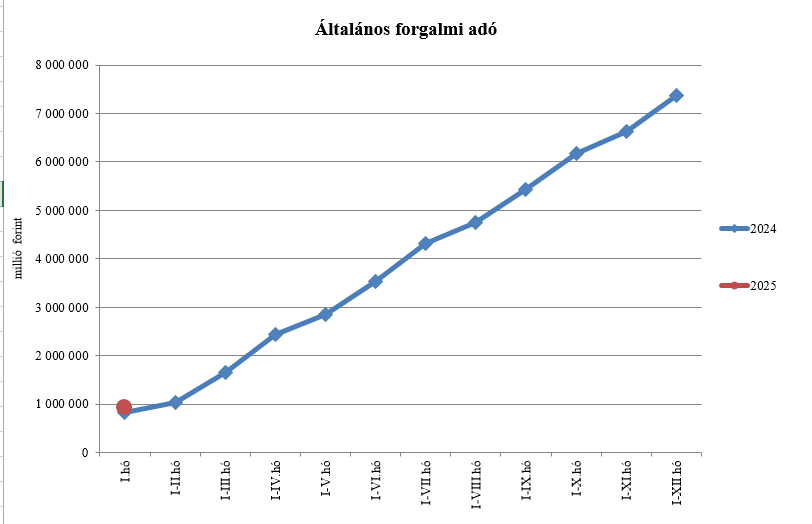 Általános forgalmi adó
8 000 000
7 000 000
6 000 000
5 000 000
4 000 000
3 000 000
2 000 000
1 000 000
0
millió forint
I.hó
I-II.hó
I-III.hó
I-IV.hó
I-V.hó
I-VI.hó
I-VII.hó
I-VIII.hó
I-IX.hó
I-X.hó
I-XI.hó
I-XII.hó
2024
2025